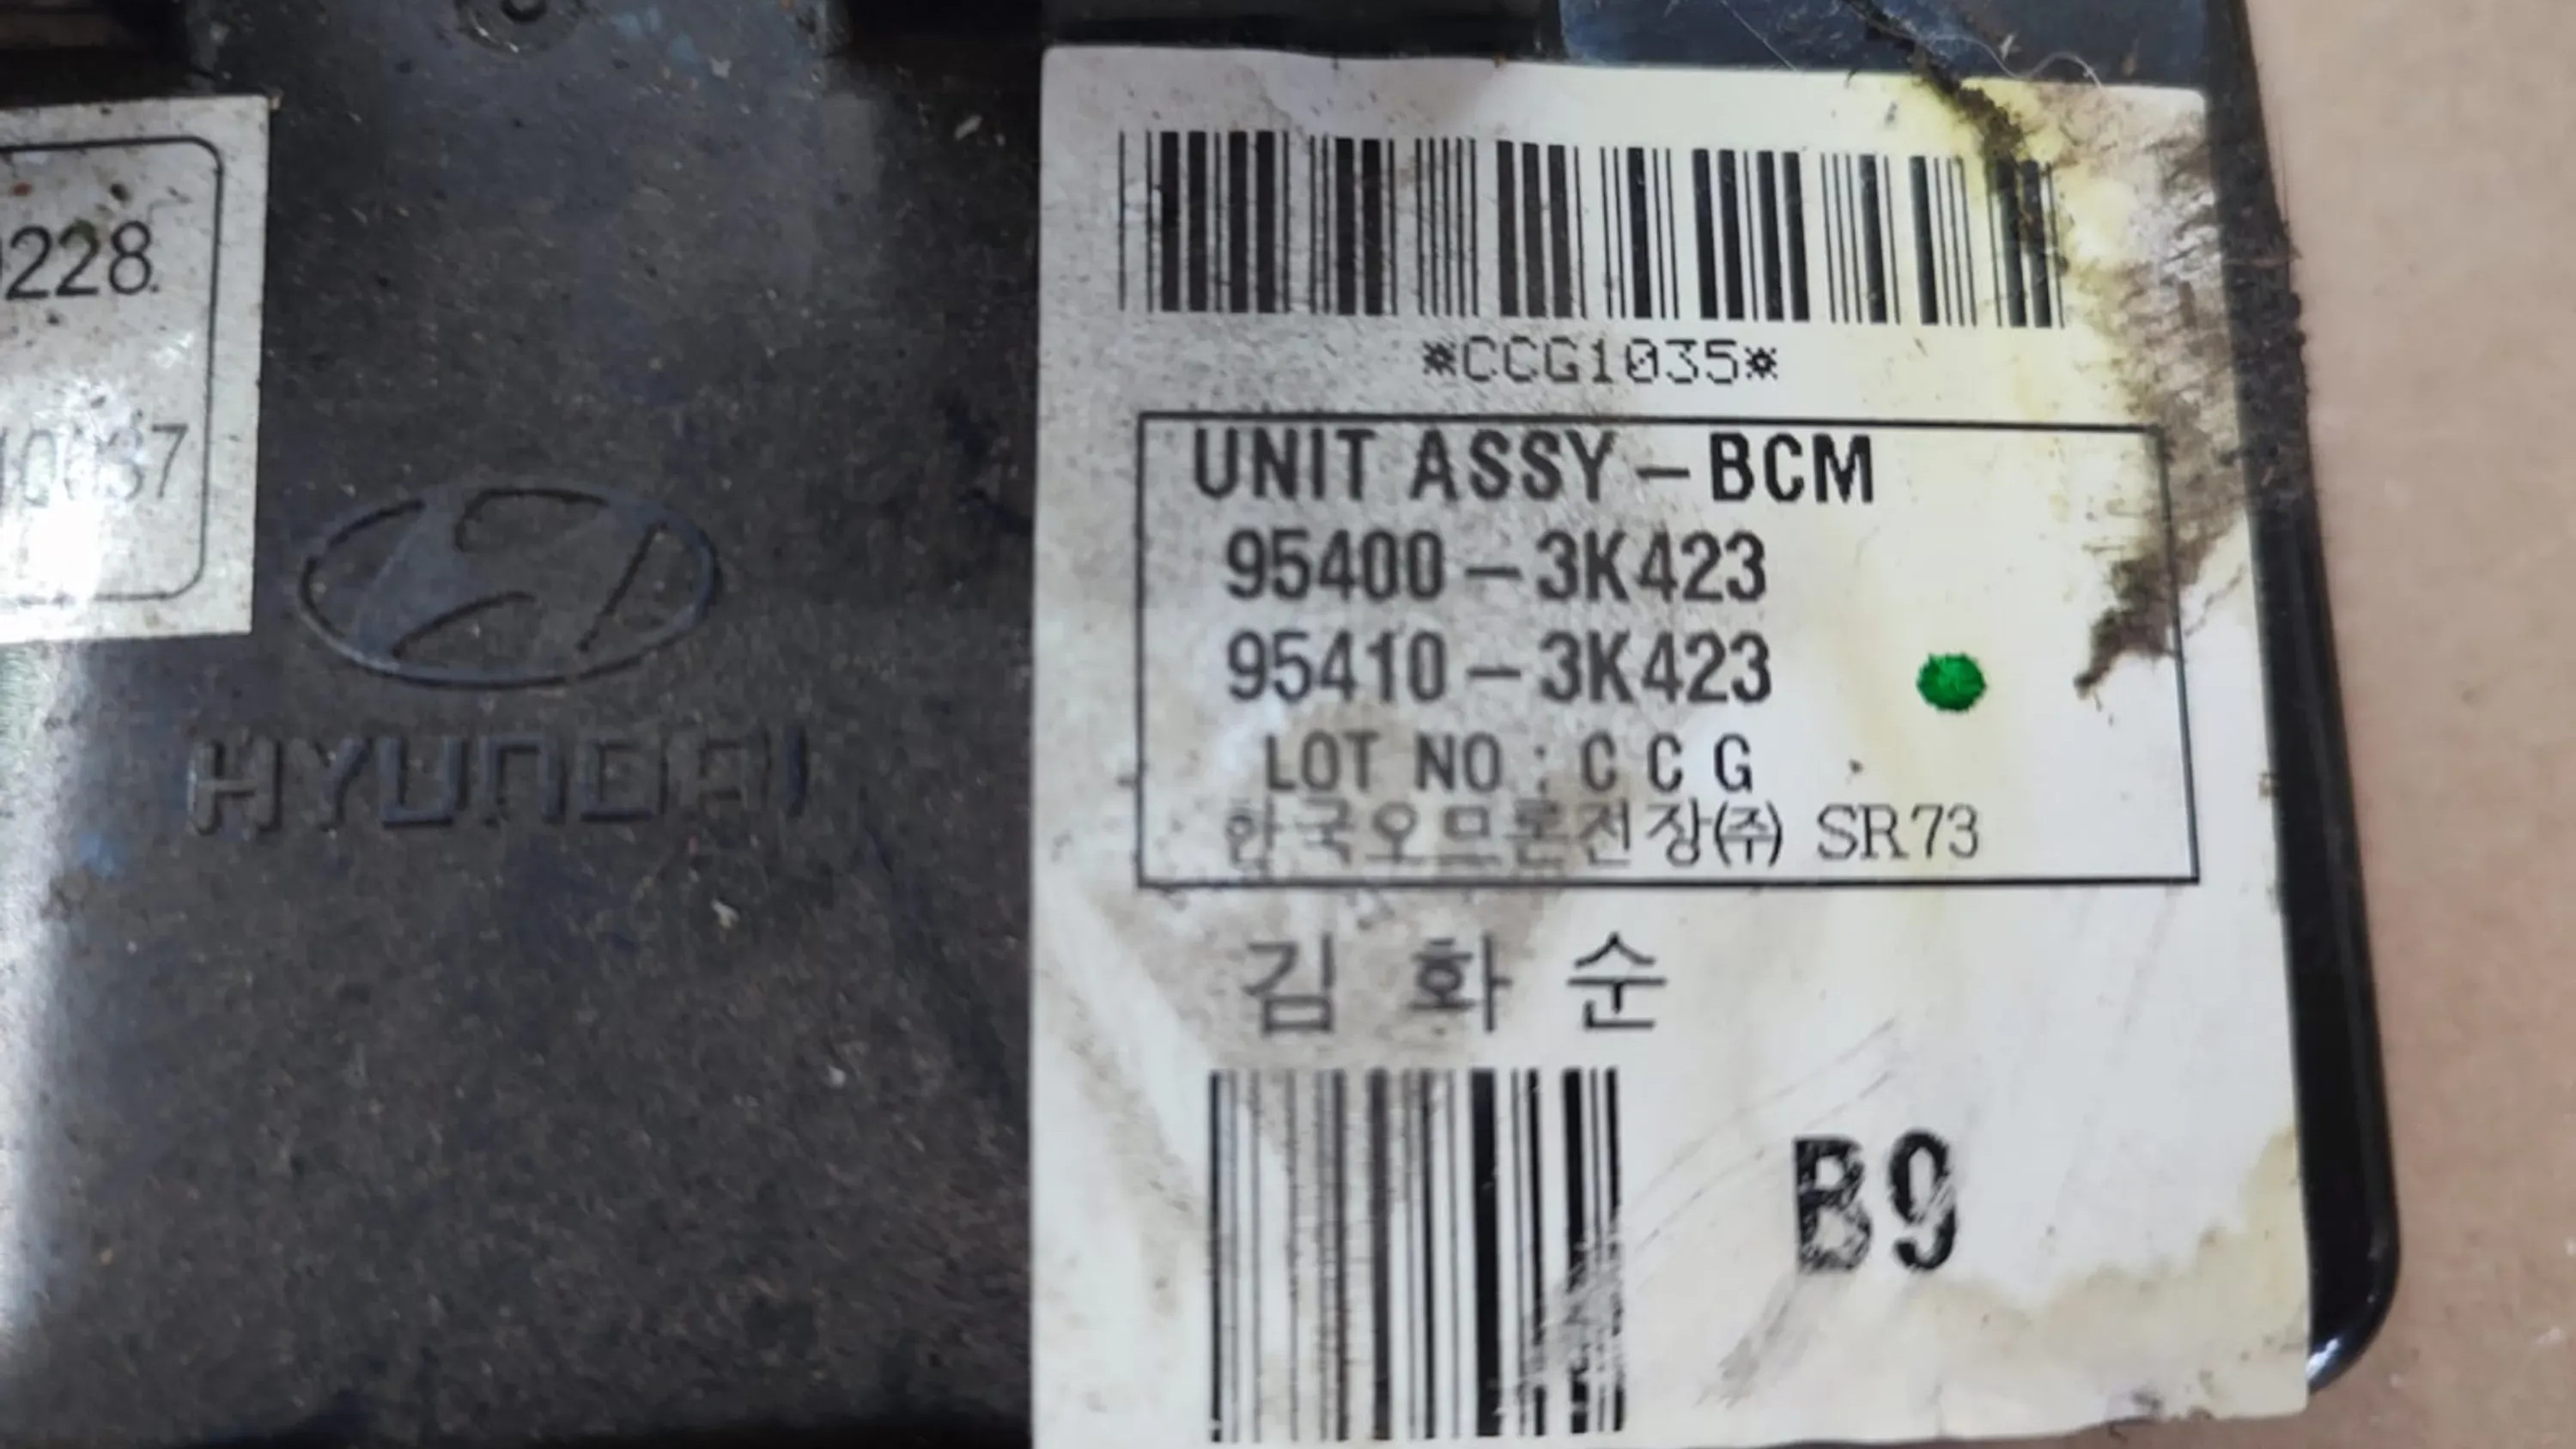 228
HYUNDAI
*CCG1035*
UNIT ASSY - BCM
95400 - 3K423
95410 - 3K423
LOT NO : C C G
한국오므론전장(주) SR73
김 화 순
B9